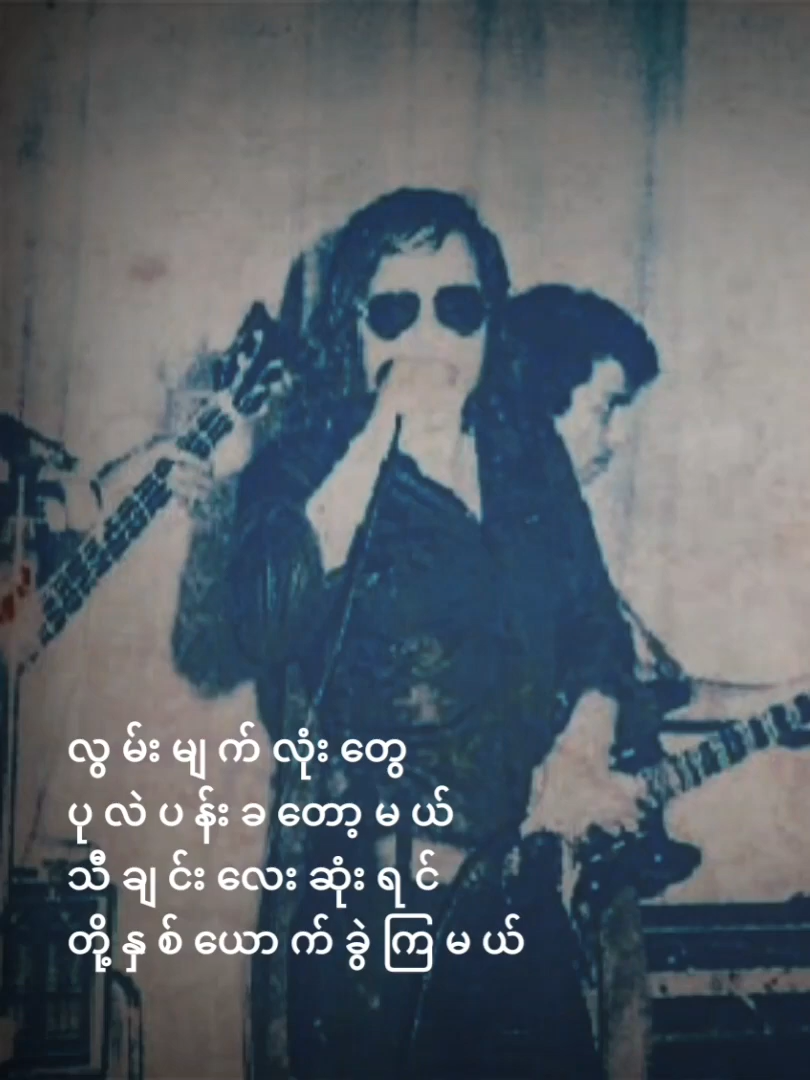 လွ မ်း မျ က် လုံး တွေ
ပု လဲ ပ န်း ခ တော့ မ ယ်
သီ ချ င်း လေး ဆုံး ရ င်
တို့ နှ စ် ယော က် ခွဲ ကြ မ ယ်